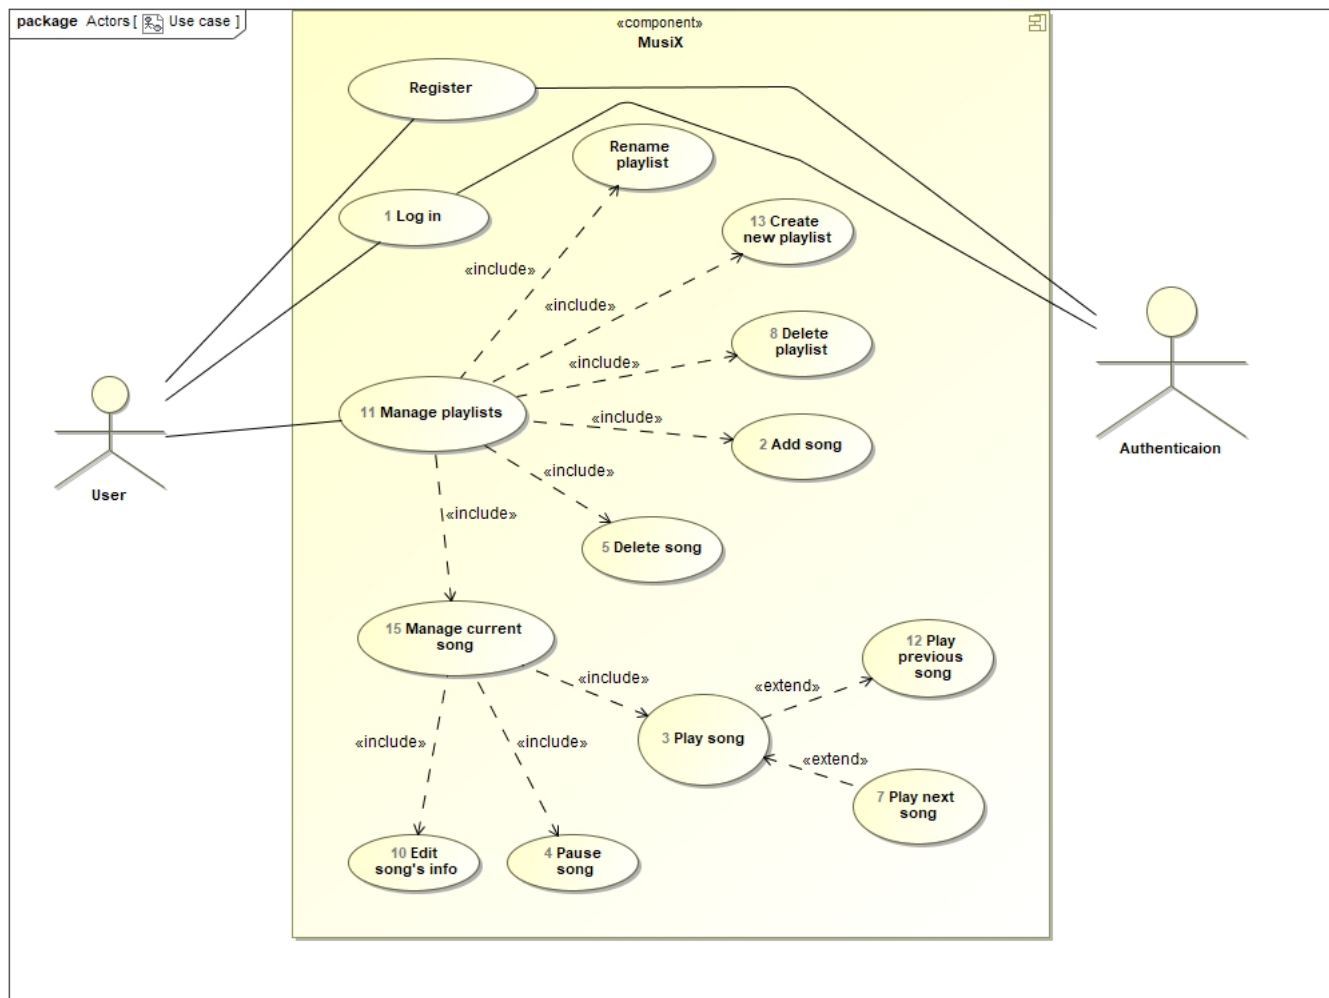 package Actors [ Use case ]
«component»
MusiX
Register
Rename
playlist
1 Log in
13 Create
new playlist
«include»
«include»
8 Delete
playlist
«include»
11 Manage playlists
«include»
2 Add song
Authenticaion
«include»
User
«include»
5 Delete song
15 Manage current
song
12 Play
previous
song
«include»
«extend»
«include»
«include»
3 Play song
«extend»
7 Play next
song
10 Edit
song's info
4 Pause
song